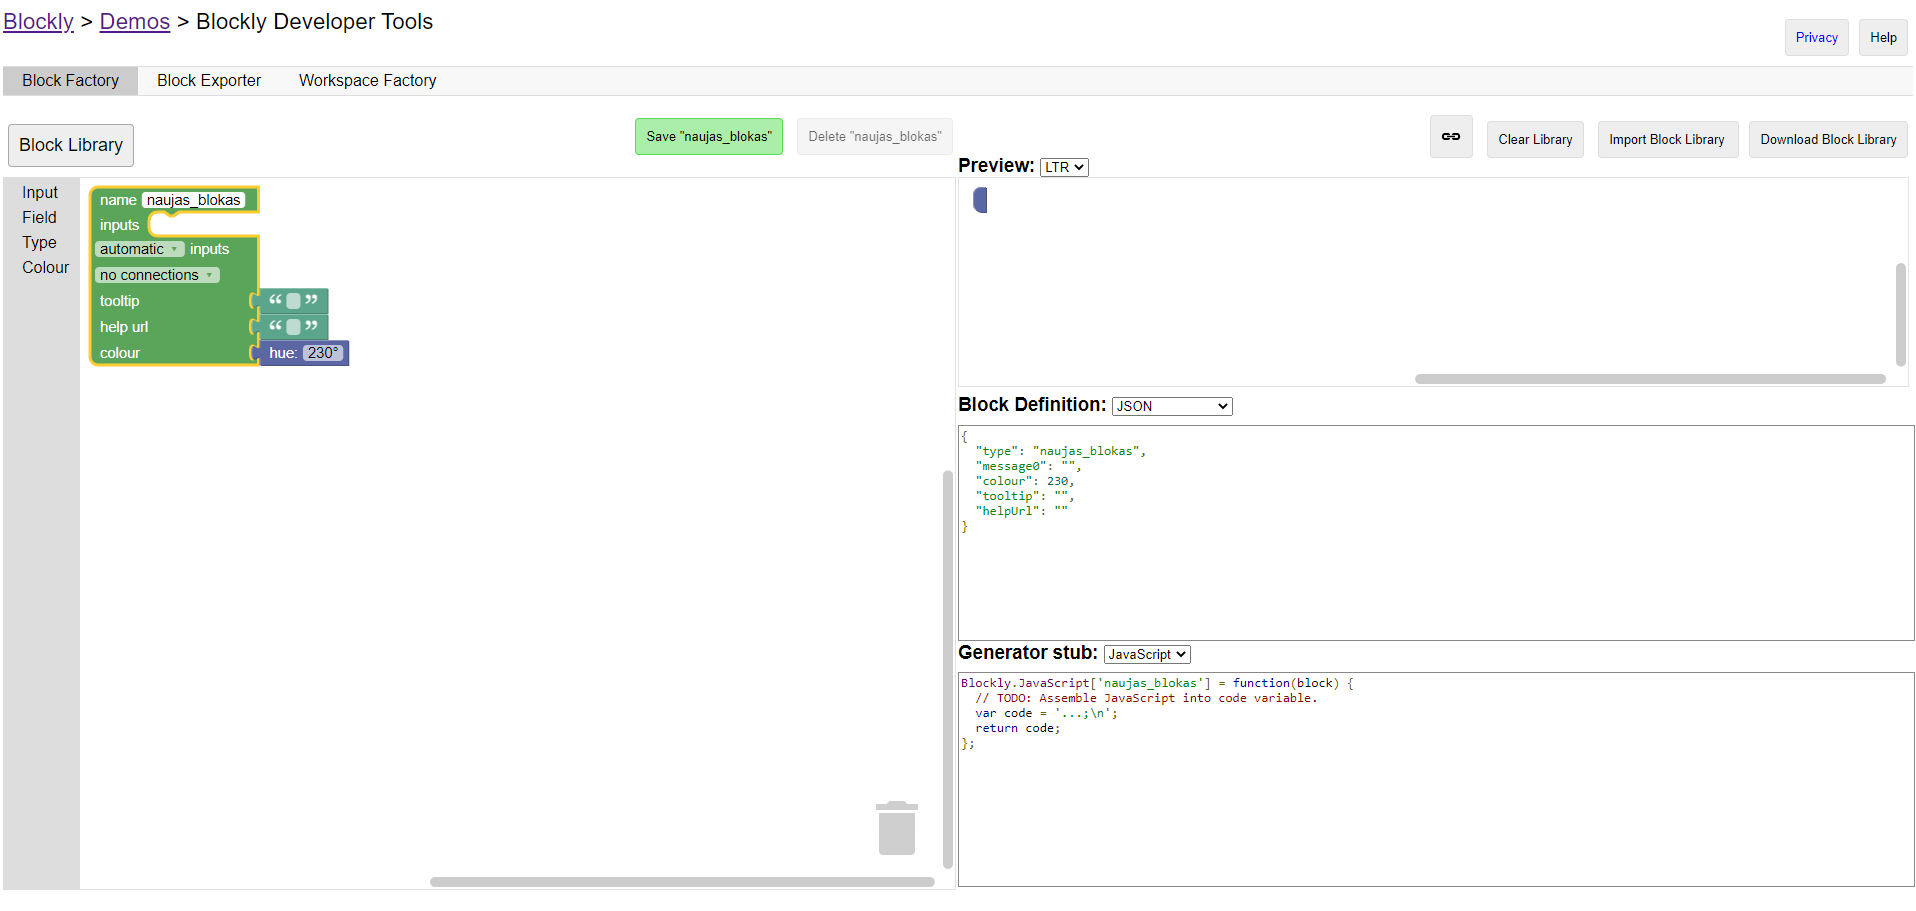 Blockly > Demos > Blockly Developer Tools
Privacy Help
Block Factory Block Exporter Workspace Factory
Block Library Save "naujas_blokas" Delete "naujas_blokas" Clear Library Import Block Library Download Block Library
Input
Field
Type
Colour
name naujas_blokas
inputs
automatic inputs
no connections
tooltip “ ”
help url “ ”
colour hue: 230°
Preview: LTR
Block Definition: JSON
{
  "type": "naujas_blokas",
  "message0": "",
  "colour": 230,
  "tooltip": "",
  "helpUrl": ""
}
Generator stub: JavaScript
Blockly.JavaScript['naujas_blokas'] = function(block) {
  // TODO: Assemble JavaScript into code variable.
  var code = '...;\n';
  return code;
};